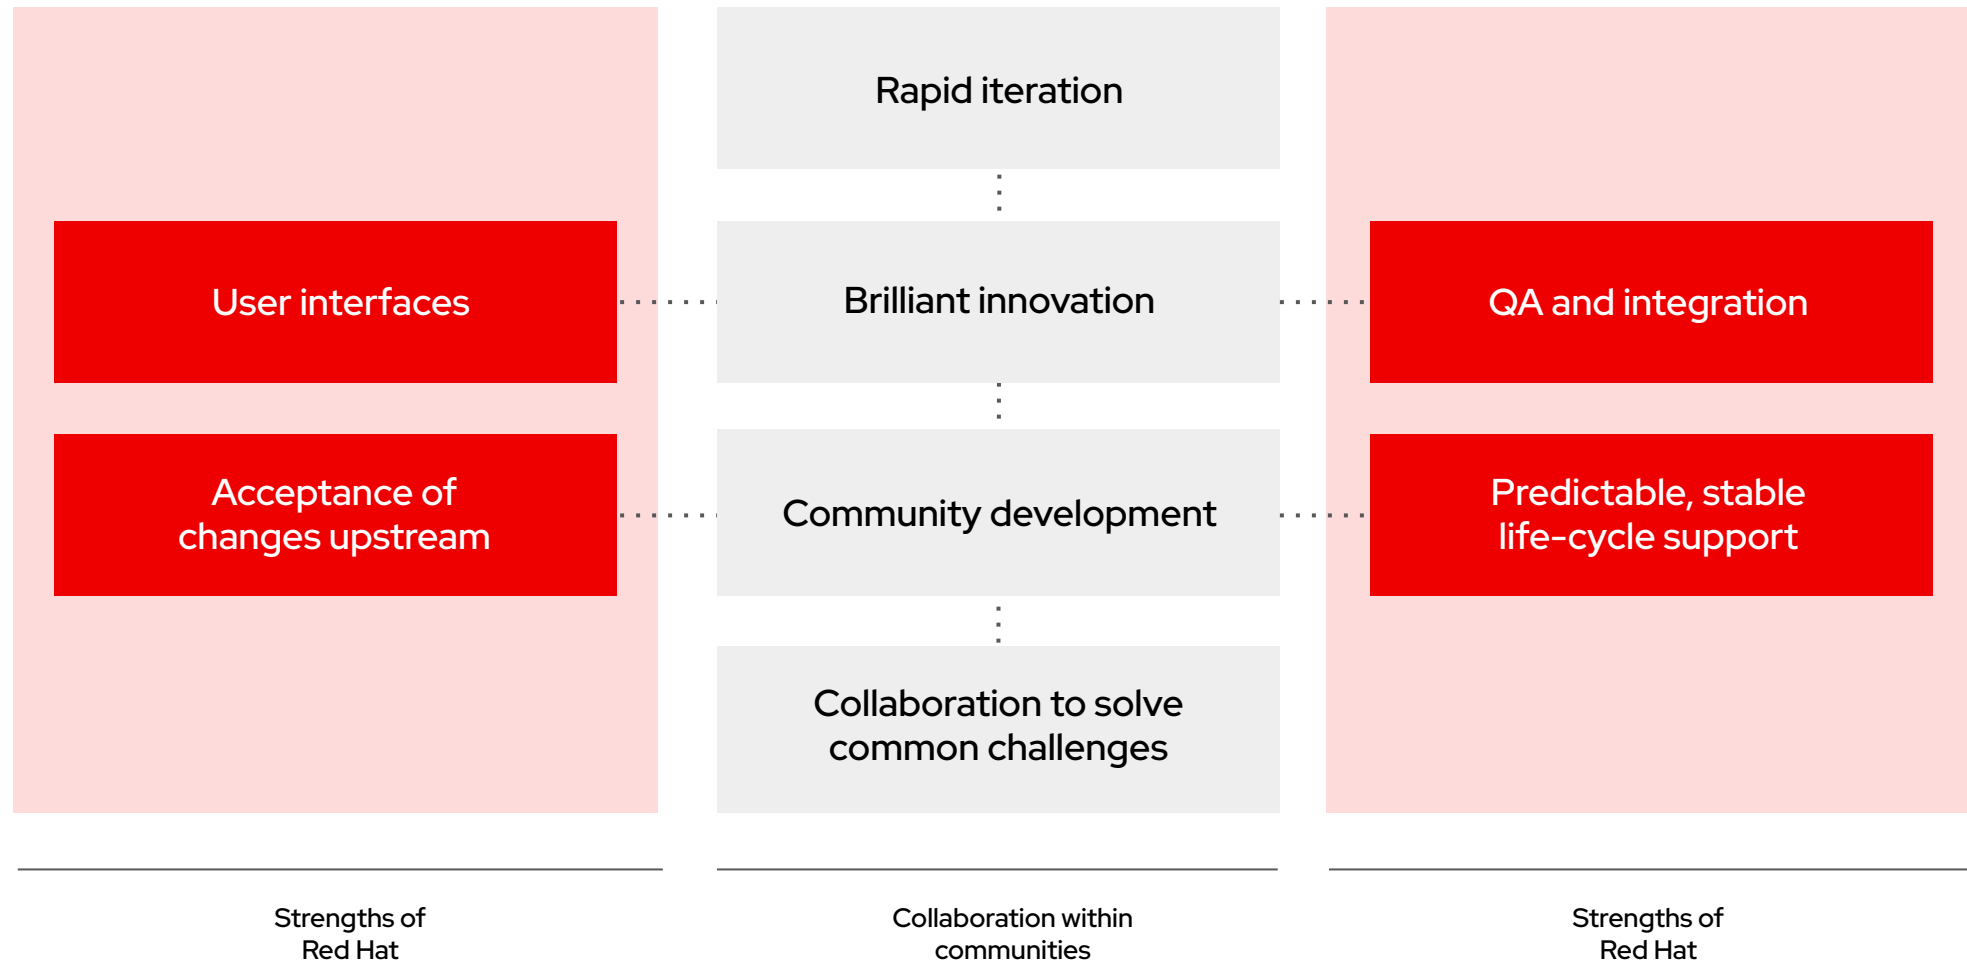 Rapid iteration
User interfaces
Brilliant innovation
QA and integration
Acceptance of
changes upstream
Community development
Predictable, stable
life-cycle support
Collaboration to solve
common challenges
Strengths of
Red Hat
Collaboration within
communities
Strengths of
Red Hat